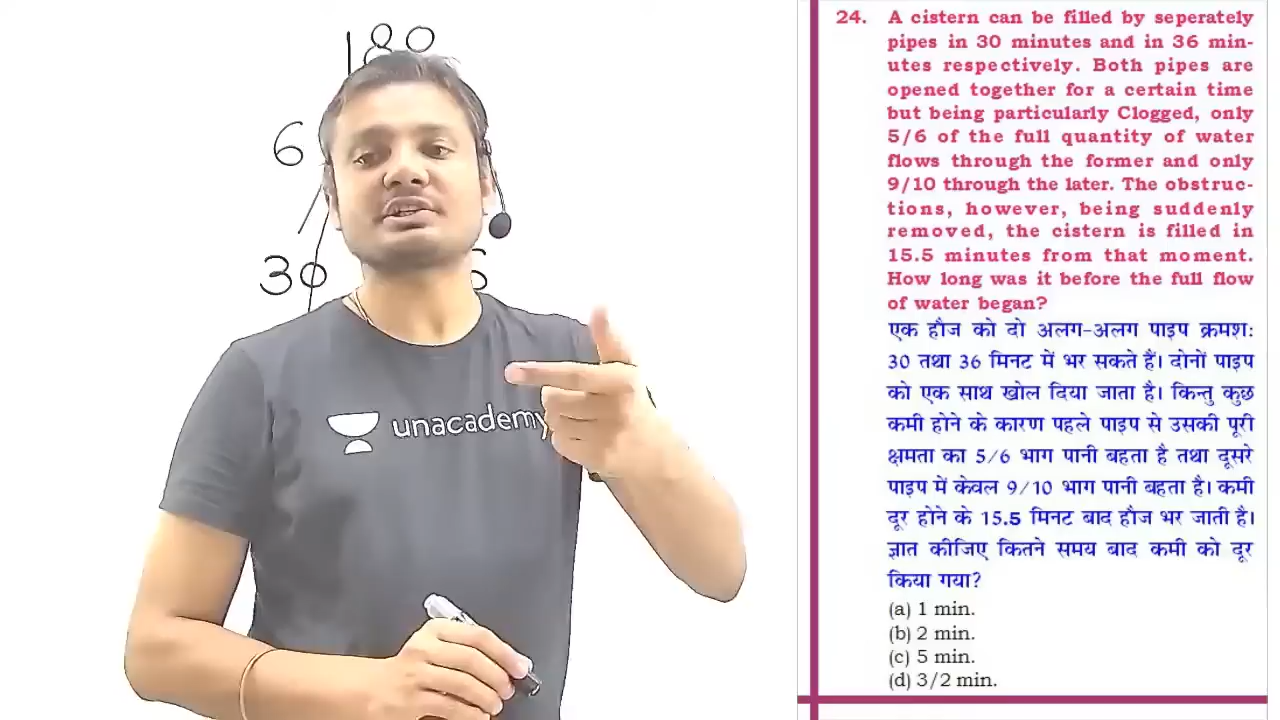 180
6
30
unacademy
24. A cistern can be filled by seperately
pipes in 30 minutes and in 36 min-
utes respectively. Both pipes are
opened together for a certain time
but being particularly Clogged, only
5/6 of the full quantity of water
flows through the former and only
9/10 through the later. The obstruc-
tions, however, being suddenly
removed, the cistern is filled in
15.5 minutes from that moment.
How long was it before the full flow
of water began?
एक हौज को दो अलग-अलग पाइप क्रमशः
30 तथा 36 मिनट में भर सकते हैं। दोनों पाइप
को एक साथ खोल दिया जाता है। किन्तु कुछ
कमी होने के कारण पहले पाइप से उसकी पूरी
क्षमता का 5/6 भाग पानी बहता है तथा दूसरे
पाइप में केवल 9/10 भाग पानी बहता है। कमी
दूर होने के 15.5 मिनट बाद हौज भर जाती है।
ज्ञात कीजिए कितने समय बाद कमी को दूर
किया गया?
(a) 1 min.
(b) 2 min.
(c) 5 min.
(d) 3/2 min.